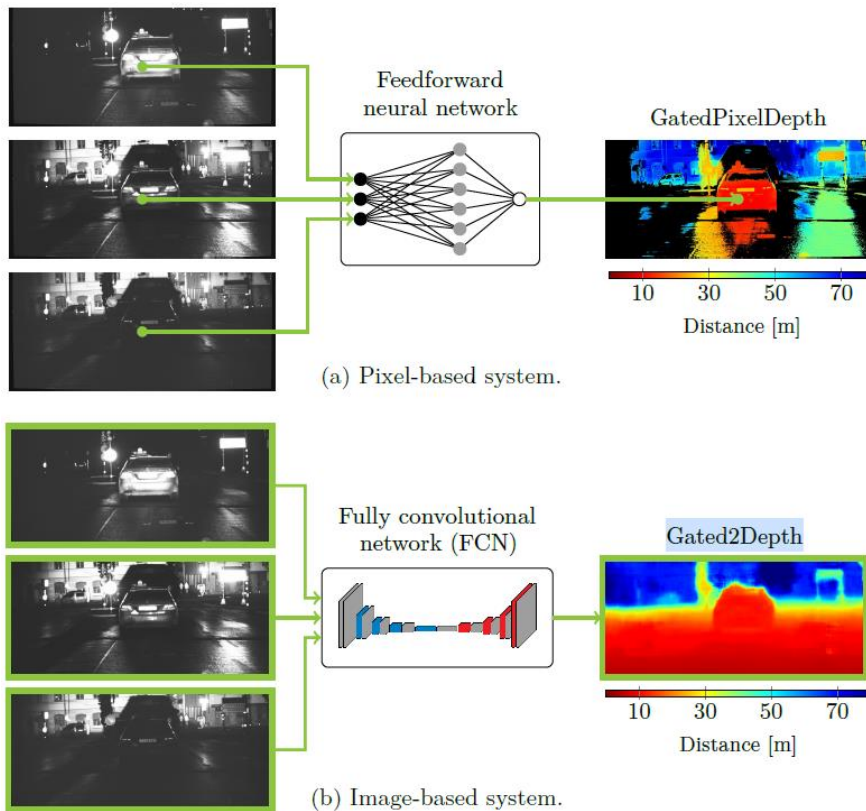 Feedforward
neural network
GatedPixelDepth
10 30 50 70
Distance [m]
(a) Pixel-based system.
Fully convolutional
network (FCN)
Gated2Depth
10 30 50 70
Distance [m]
(b) Image-based system.